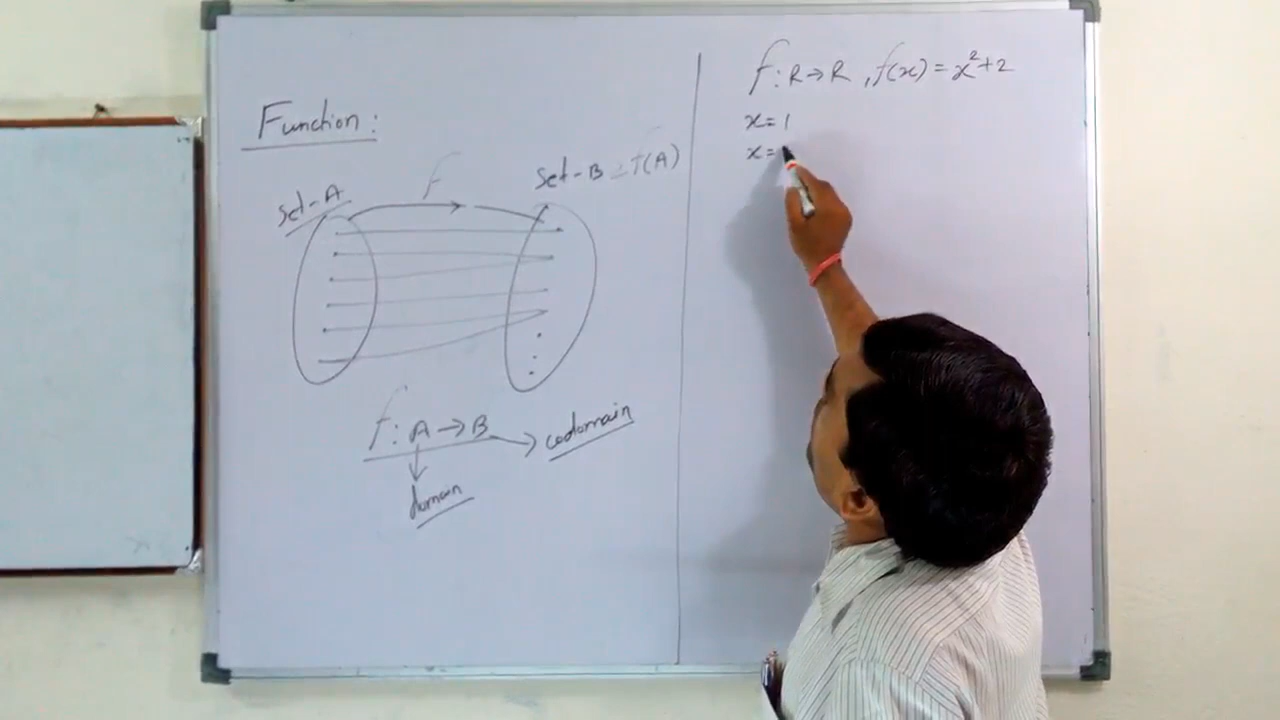 Function:
set-A
f
set-B = f(A)
f: A → B
domain
codomain
f: R → R, f(x) = x²+2
x = 1
x =